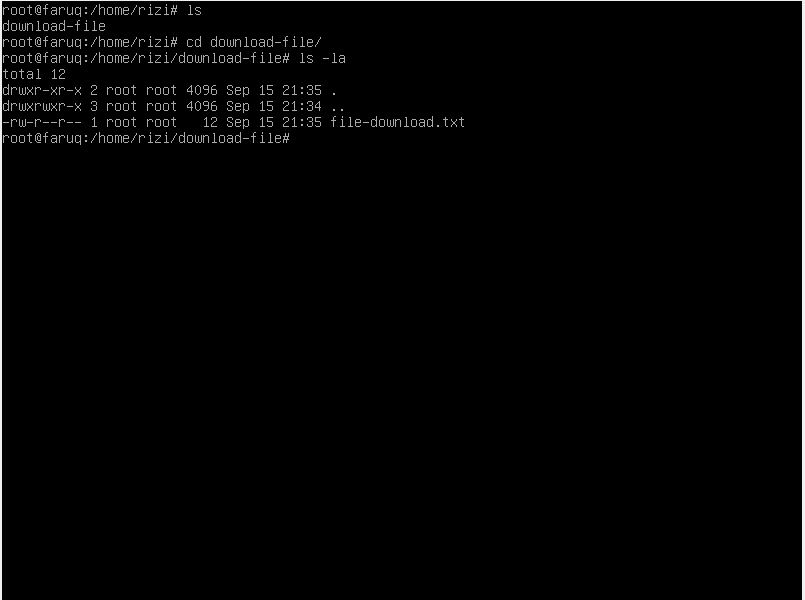 root@faruq:/home/rizi# ls
download-file
root@faruq:/home/rizi# cd download-file/
root@faruq:/home/rizi/download-file# ls -la
total 12
drwxr-xr-x 2 root root 4096 Sep 15 21:35 .
drwxrwxr-x 3 root root 4096 Sep 15 21:34 ..
-rw-r--r-- 1 root root   12 Sep 15 21:35 file-download.txt
root@faruq:/home/rizi/download-file#